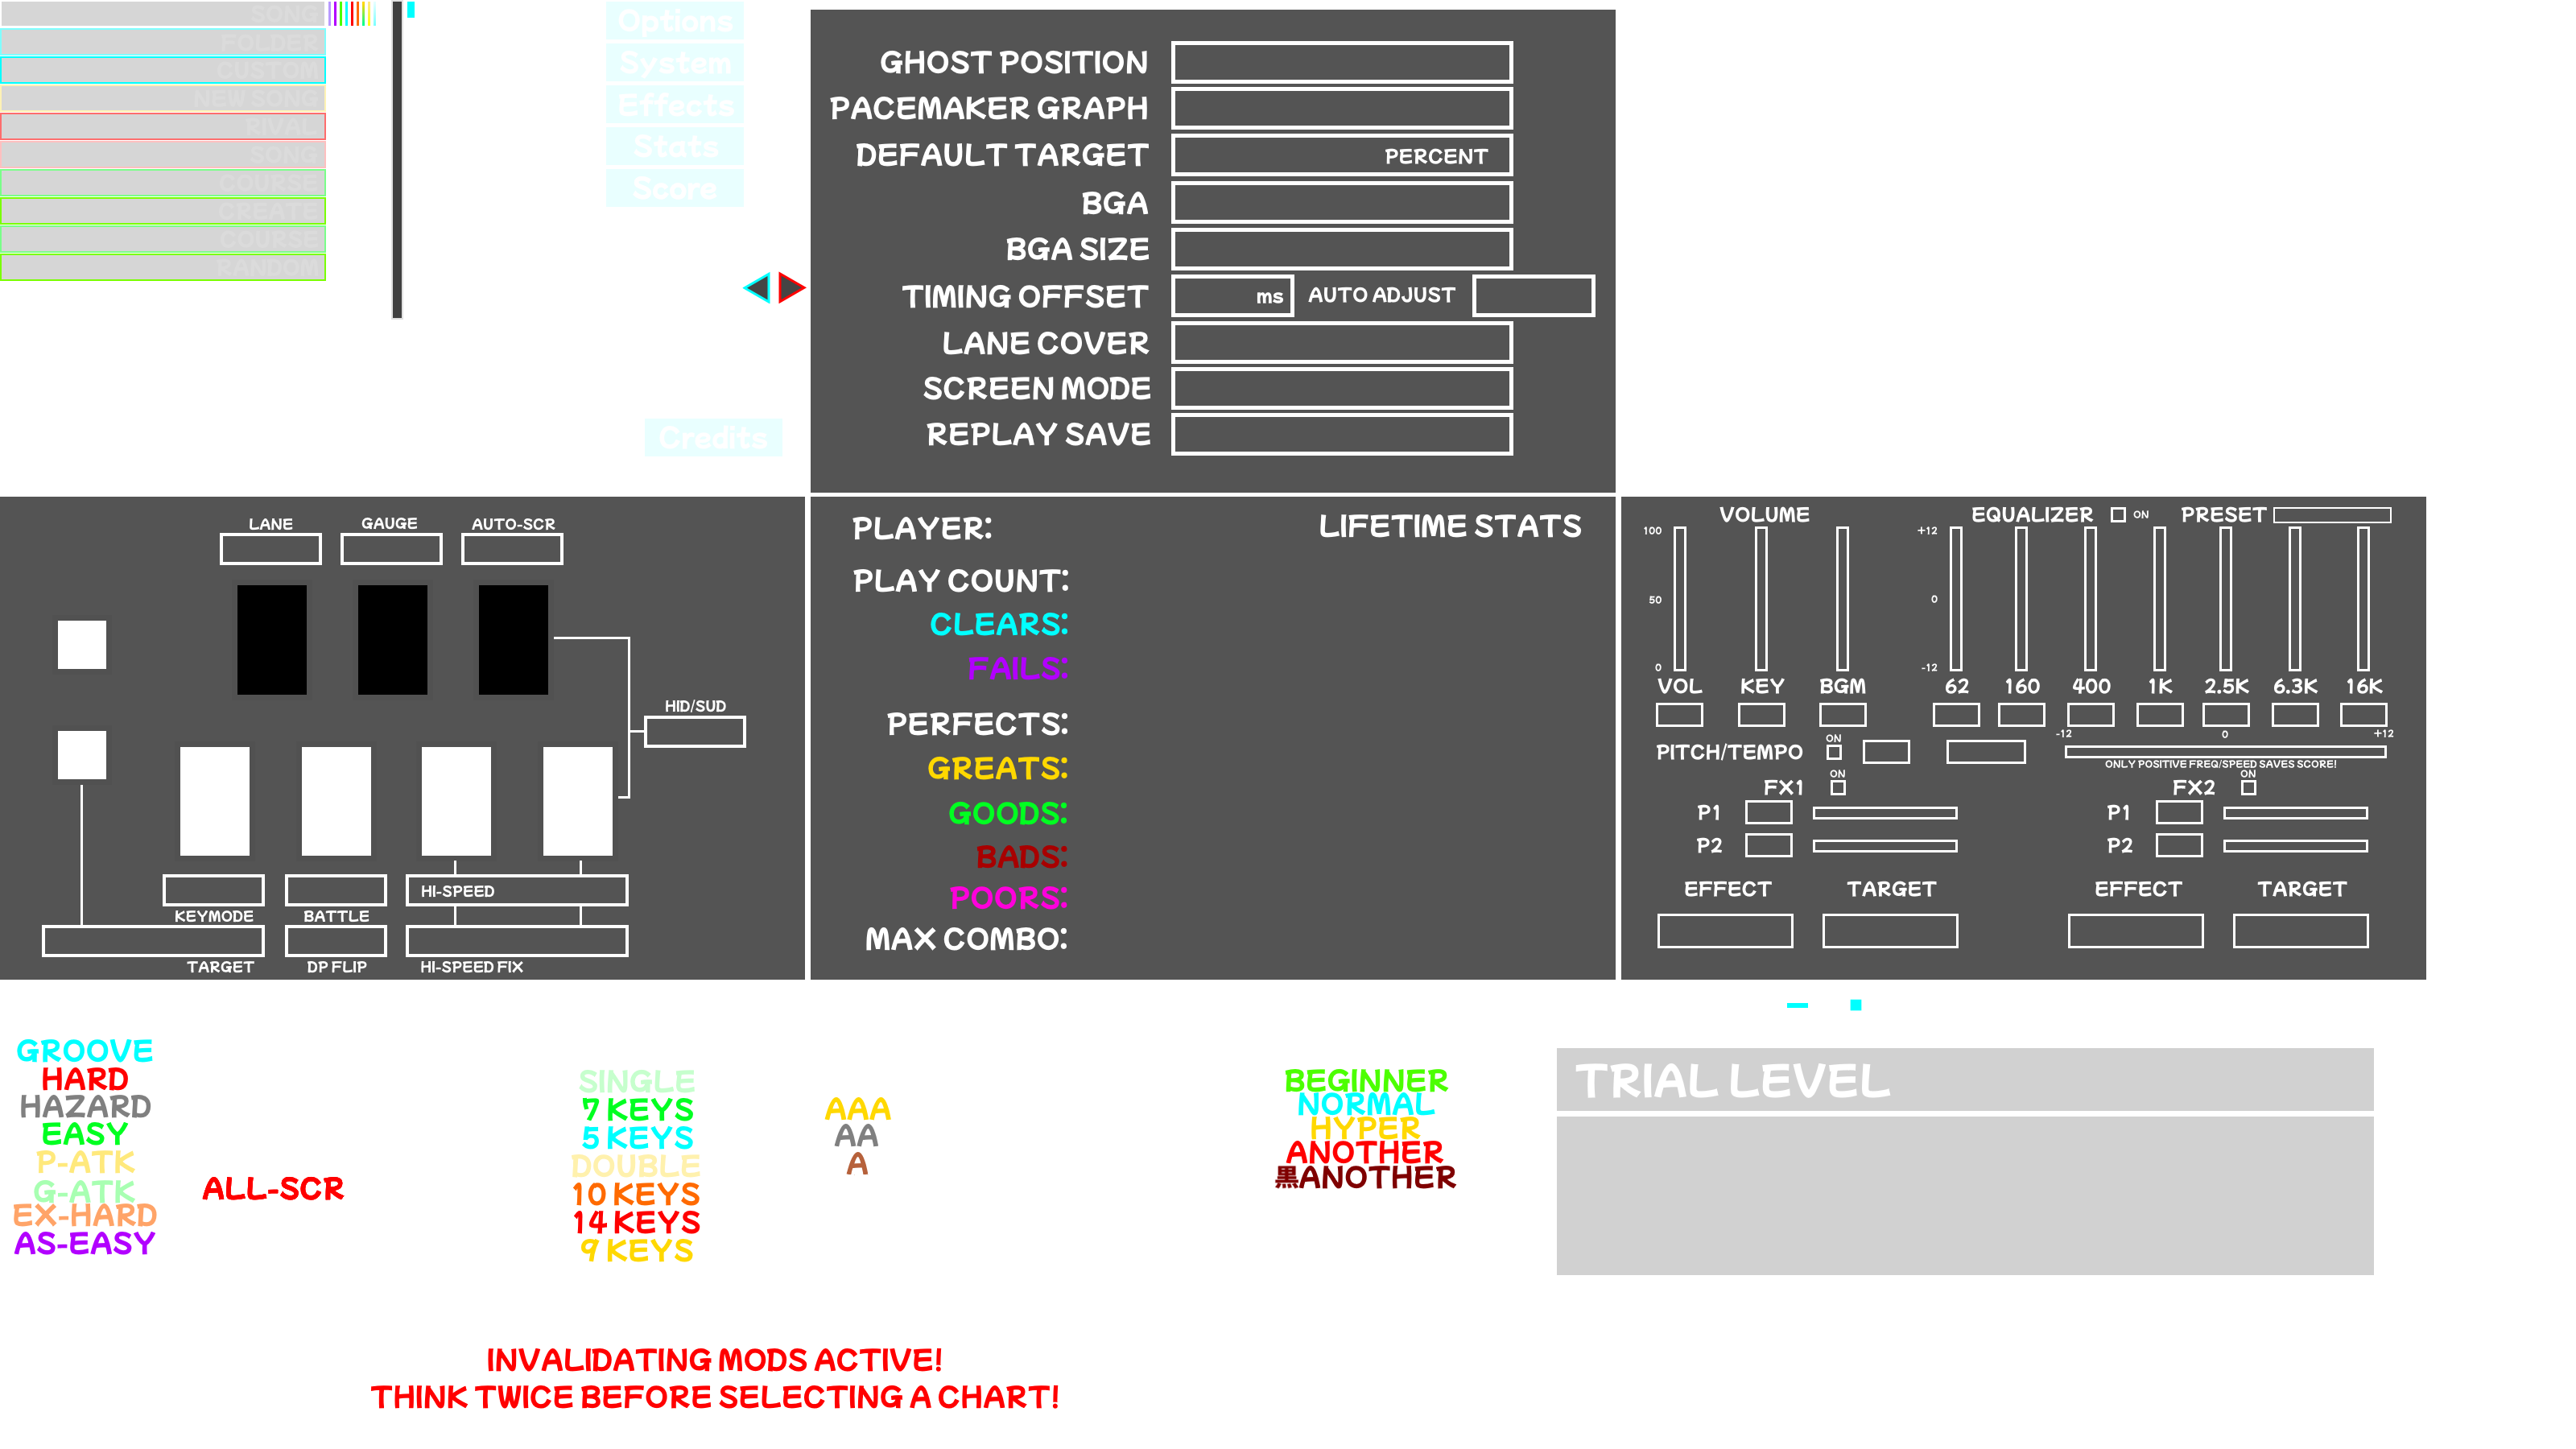 SONG
FOLDER
CUSTOM
NEW SONG
RIVAL
SONG
COURSE
CREATE
COURSE
RANDOM
Options
System
Effects
Stats
Score
Credits
GHOST POSITION
PACEMAKER GRAPH
DEFAULT TARGET PERCENT
BGA
BGA SIZE
TIMING OFFSET ms AUTO ADJUST
LANE COVER
SCREEN MODE
REPLAY SAVE
LANE GAUGE AUTO-SCR
HID/SUD
HI-SPEED
KEYMODE BATTLE
TARGET DP FLIP HI-SPEED FIX
PLAYER: LIFETIME STATS
PLAY COUNT:
CLEARS:
FAILS:
PERFECTS:
GREATS:
GOODS:
BADS:
POORS:
MAX COMBO:
VOLUME EQUALIZER ON PRESET
100 +12
50 0
0 -12
VOL KEY BGM 62 160 400 1K 2.5K 6.3K 16K
-12 0 +12
PITCH/TEMPO ON
ONLY POSITIVE FREQ/SPEED SAVES SCORE!
FX1 ON FX2 ON
P1 P1
P2 P2
EFFECT TARGET EFFECT TARGET
GROOVE
HARD
HAZARD
EASY
P-ATK
G-ATK
EX-HARD
AS-EASY
ALL-SCR
SINGLE
7 KEYS
5 KEYS
DOUBLE
10 KEYS
14 KEYS
9 KEYS
AAA
AA
A
BEGINNER
NORMAL
HYPER
ANOTHER
黒ANOTHER
TRIAL LEVEL
INVALIDATING MODS ACTIVE!
THINK TWICE BEFORE SELECTING A CHART!